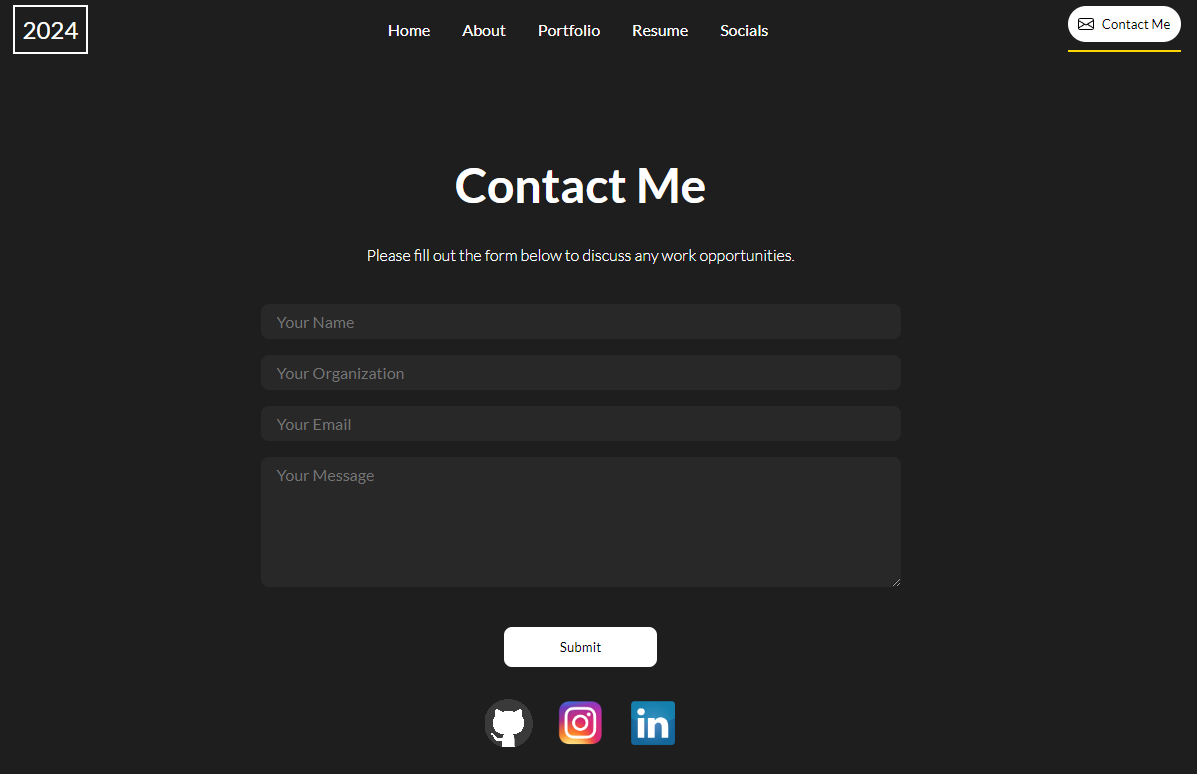 2024
Home About Portfolio Resume Socials
Contact Me
Contact Me
Please fill out the form below to discuss any work opportunities.
Your Name
Your Organization
Your Email
Your Message
Submit
in